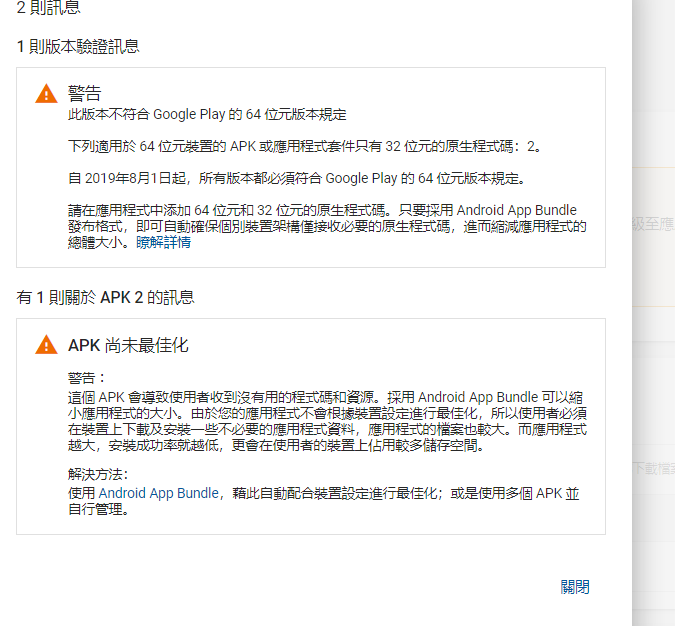 2 則訊息
1 則版本驗證訊息
警告
此版本不符合 Google Play 的 64 位元版本規定
下列適用於 64 位元裝置的 APK 或應用程式套件只有 32 位元的原生程式碼：2。
自 2019年8月1日起，所有版本都必須符合 Google Play 的 64 位元版本規定。
請在應用程式中添加 64 位元和 32 位元的原生程式碼。只要採用 Android App Bundle
發布格式，即可自動確保個別裝置架構僅接收必要的原生程式碼，進而縮減應用程式的
總體大小。瞭解詳情
級至應
有 1 則關於 APK 2 的訊息
APK 尚未最佳化
警告：
這個 APK 會導致使用者收到沒有用的程式碼和資源。採用 Android App Bundle 可以縮
小應用程式的大小。由於您的應用程式不會根據裝置設定進行最佳化，所以使用者必須
在裝置上下載及安裝一些不必要的應用程式資料，應用程式的檔案也較大。而應用程式
越大，安裝成功率就越低，更會在使用者的裝置上佔用較多儲存空間。
下載檔案
解決方法：
使用 Android App Bundle，藉此自動配合裝置設定進行最佳化；或是使用多個 APK 並
自行管理。
關閉